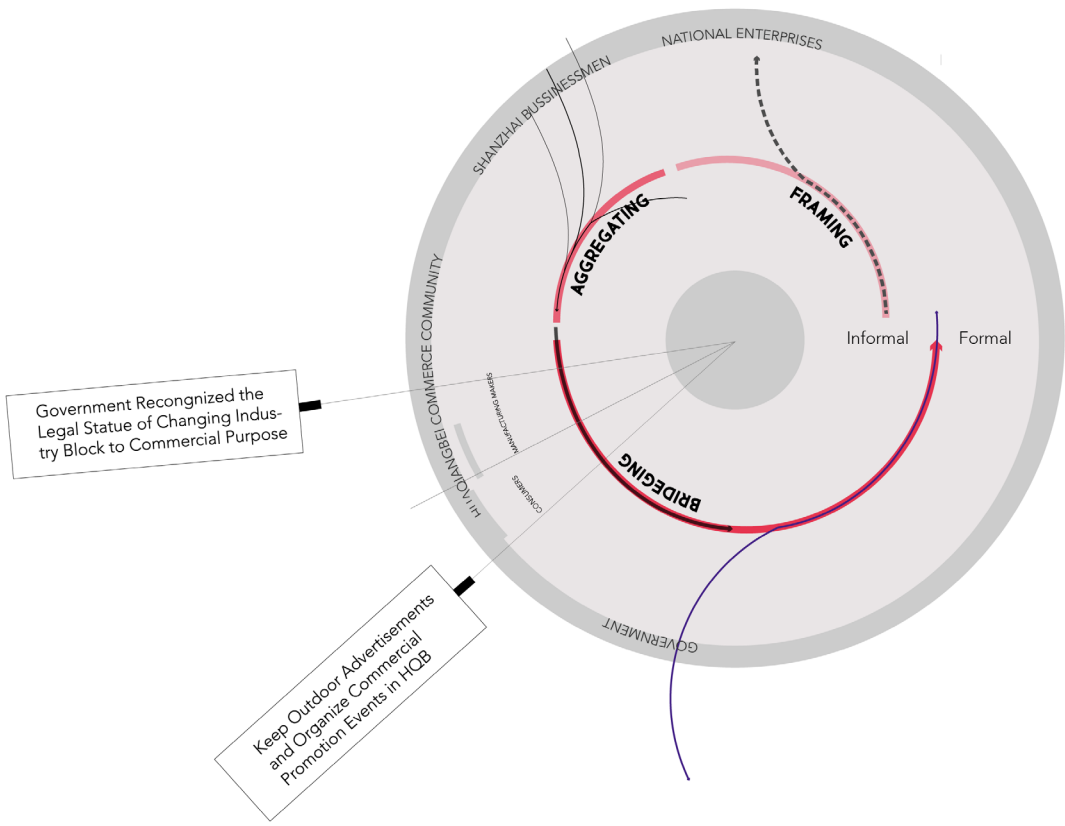 NATIONAL ENTERPRISES
SHANZHAI BUSSINESSMEN
AGGREGATING
FRAMING
HUAQIANGBEI COMMERCE COMMUNITY
Informal
Formal
Government Recongnized the
Legal Statue of Changing Indus-
try Block to Commercial Purpose
MANUFACTURING MAKERS
CONSUMERS
BRIDEGING
Keep Outdoor Advertisements
and Organize Commercial
Promotion Events in HQB
GOVERNMENT